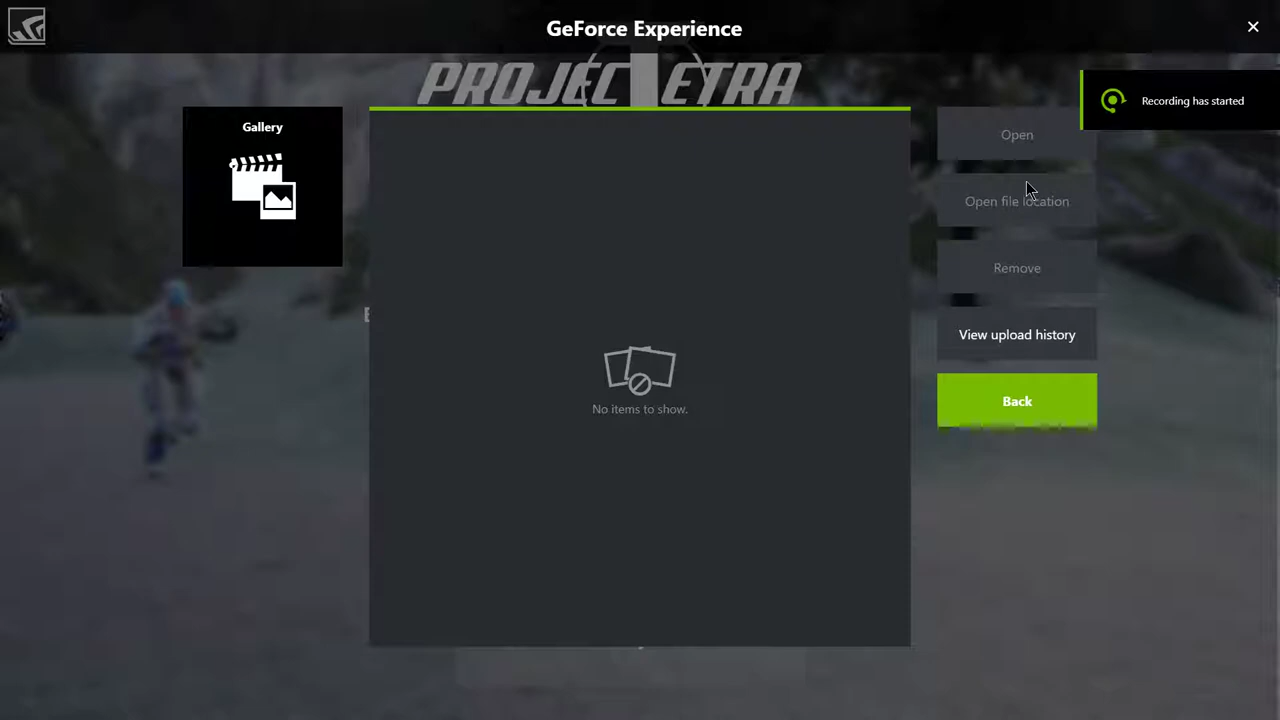 GeForce Experience
PROJEC ETRA
Recording has started
Gallery
Open
Open file location
Remove
View upload history
Back
No items to show.